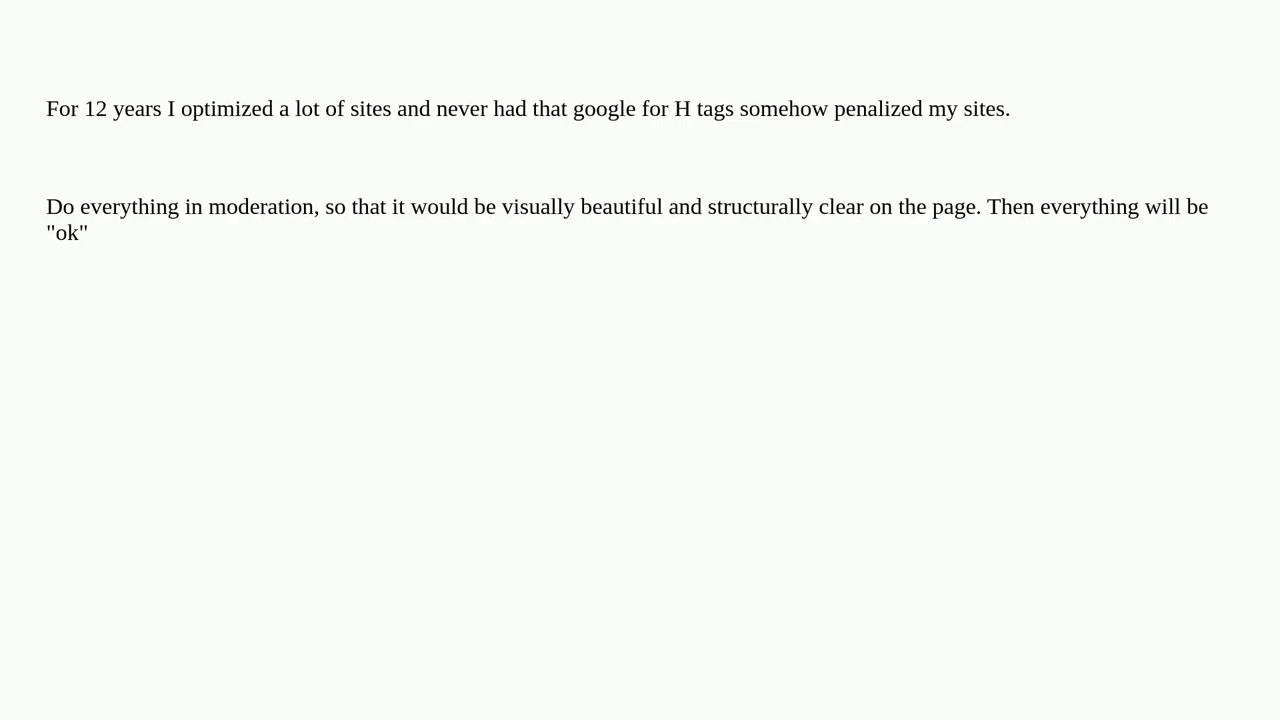 For 12 years I optimized a lot of sites and never had that google for H tags somehow penalized my sites.
Do everything in moderation, so that it would be visually beautiful and structurally clear on the page. Then everything will be
"ok"